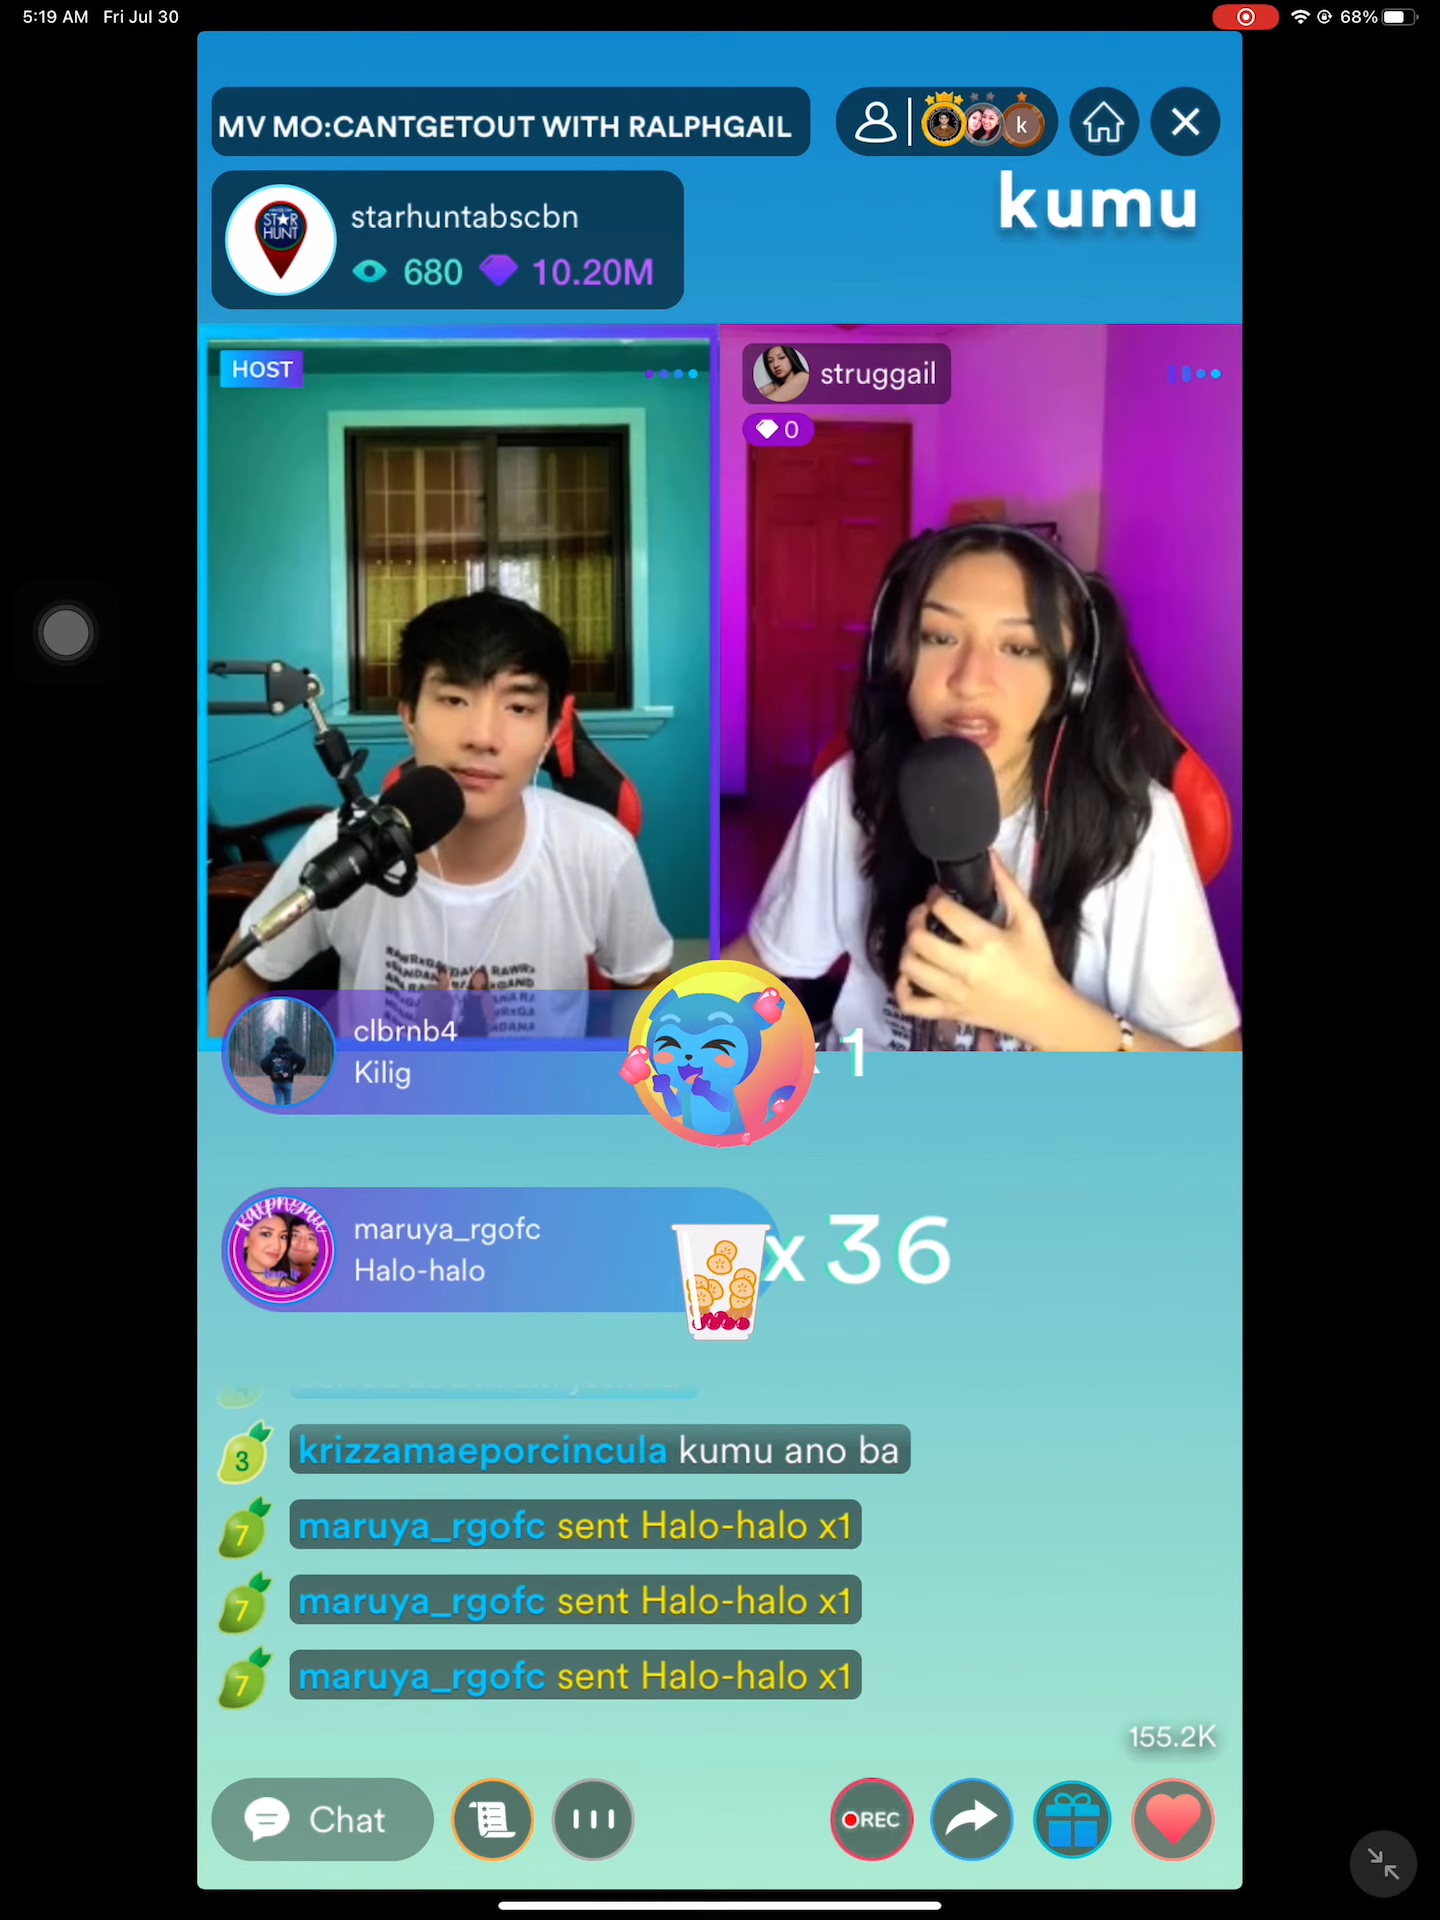 5:19 AM Fri Jul 30
68%
MV MO:CANTGETOUT WITH RALPHGAIL
k
kumu
STAR
HUNT
starhuntabscbn
680 10.20M
HOST
struggail
0
clbrnb4
Kilig
x 1
maruya_rgofc
Halo-halo
x 36
3 krizzamaeporcincula kumu ano ba
7 maruya_rgofc sent Halo-halo x1
7 maruya_rgofc sent Halo-halo x1
7 maruya_rgofc sent Halo-halo x1
155.2K
Chat
REC